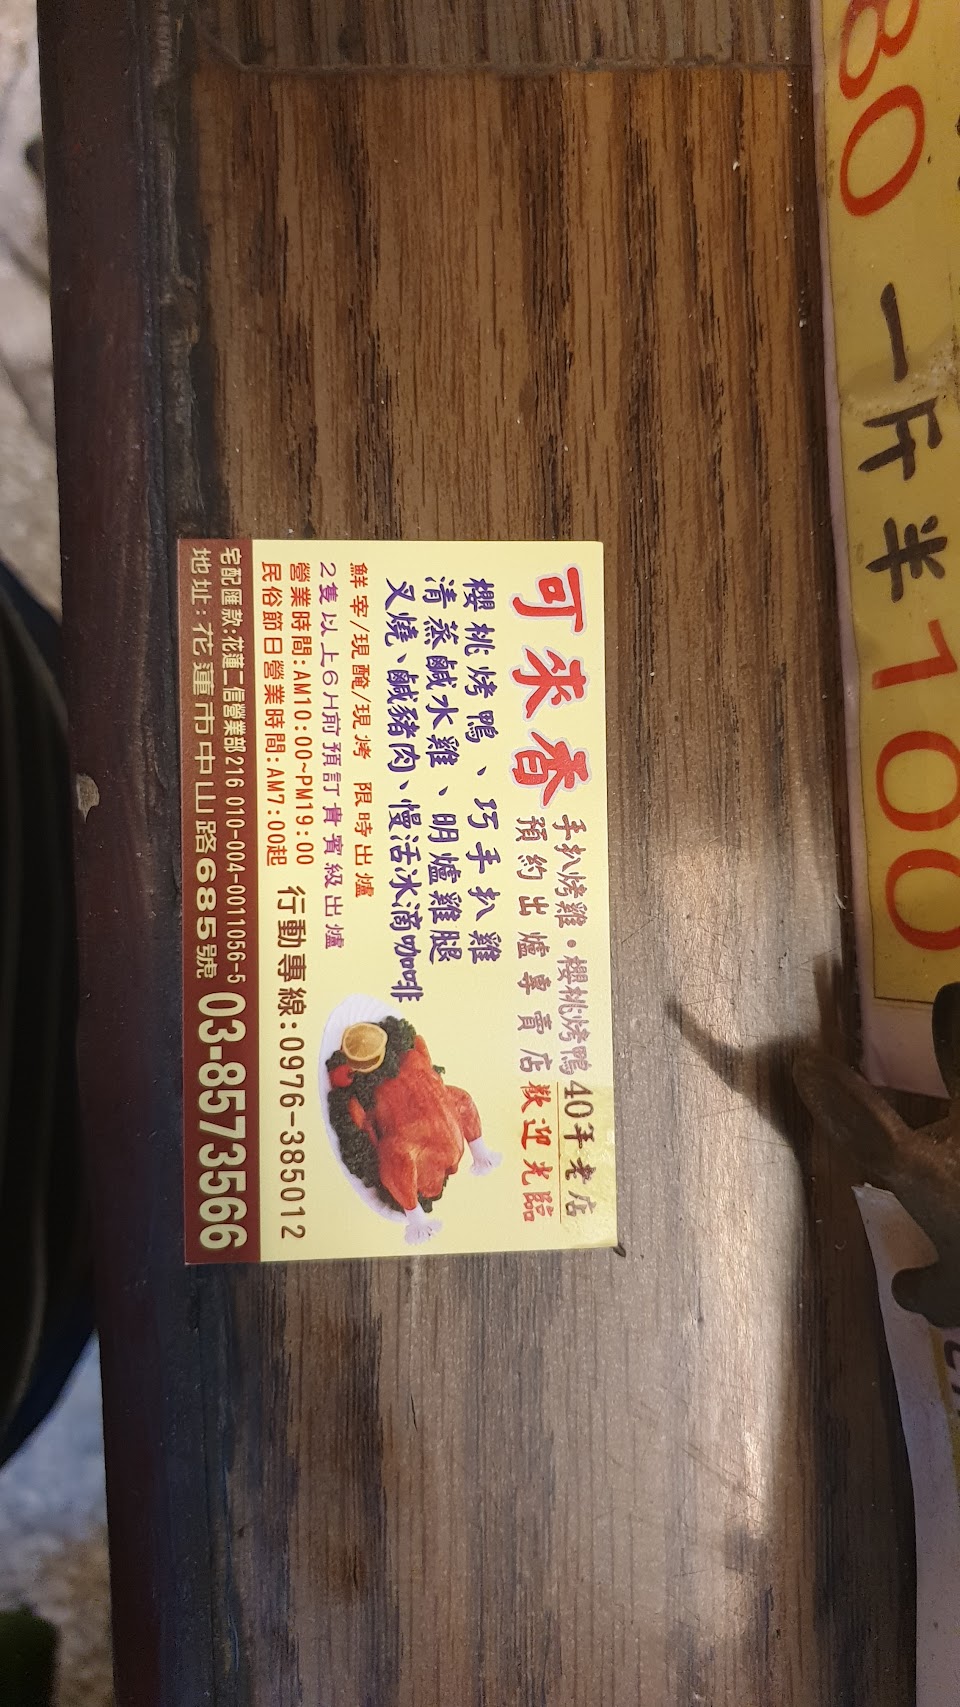 可來香
手扒烤雞·櫻桃烤鴨40年老店
預約出爐專賣店歡迎光臨
櫻桃烤鴨、巧手扒雞
清蒸鹹水雞、明爐雞腿
叉燒、鹹豬肉、慢活冰滴咖啡
鮮宰/現醃/現烤 限時出爐
2隻以上6H前預訂貴賓級出爐
營業時間:AM10:00~PM19:00
民俗節日營業時間:AM7:00起
行動專線:0976-385012
宅配匯款:花蓮二信營業部216 010-004-0011056-5
地址:花蓮市中山路685號
03-8573566
80一斤半100